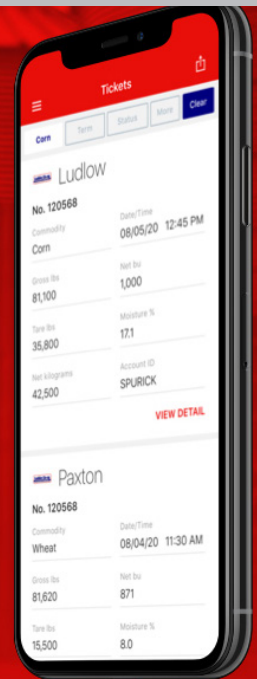 Tickets
Corn Term Status More Clear
Ludlow
No. 120568
Commodity Date/Time
Corn 08/05/20 12:45 PM
Gross lbs Net bu
81,100 1,000
Tare lbs Moisture %
35,800 17.1
Net kilograms Account ID
42,500 SPURICK
VIEW DETAIL
Paxton
No. 120568
Commodity Date/Time
Wheat 08/04/20 11:30 AM
Gross lbs Net bu
81,620 871
Tare lbs Moisture %
15,500 8.0